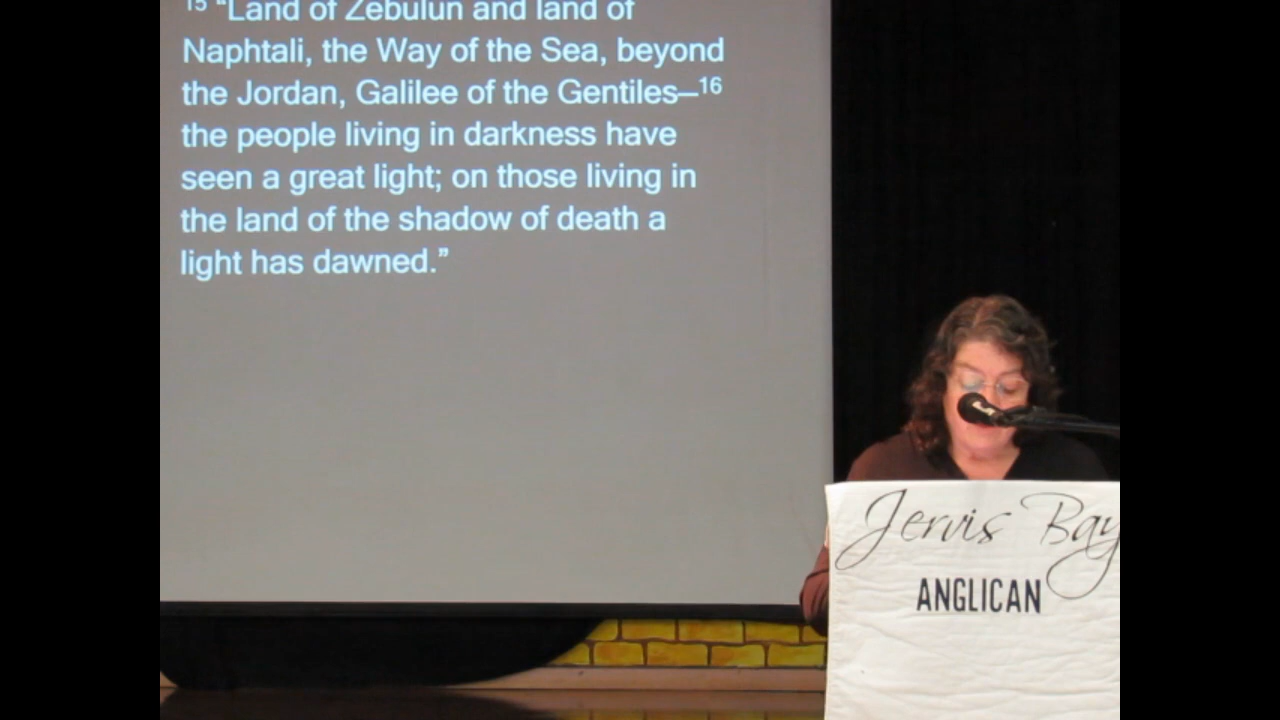 15 “Land of Zebulun and land of
Naphtali, the Way of the Sea, beyond
the Jordan, Galilee of the Gentiles—16
the people living in darkness have
seen a great light; on those living in
the land of the shadow of death a
light has dawned.”
Jervis Bay
ANGLICAN